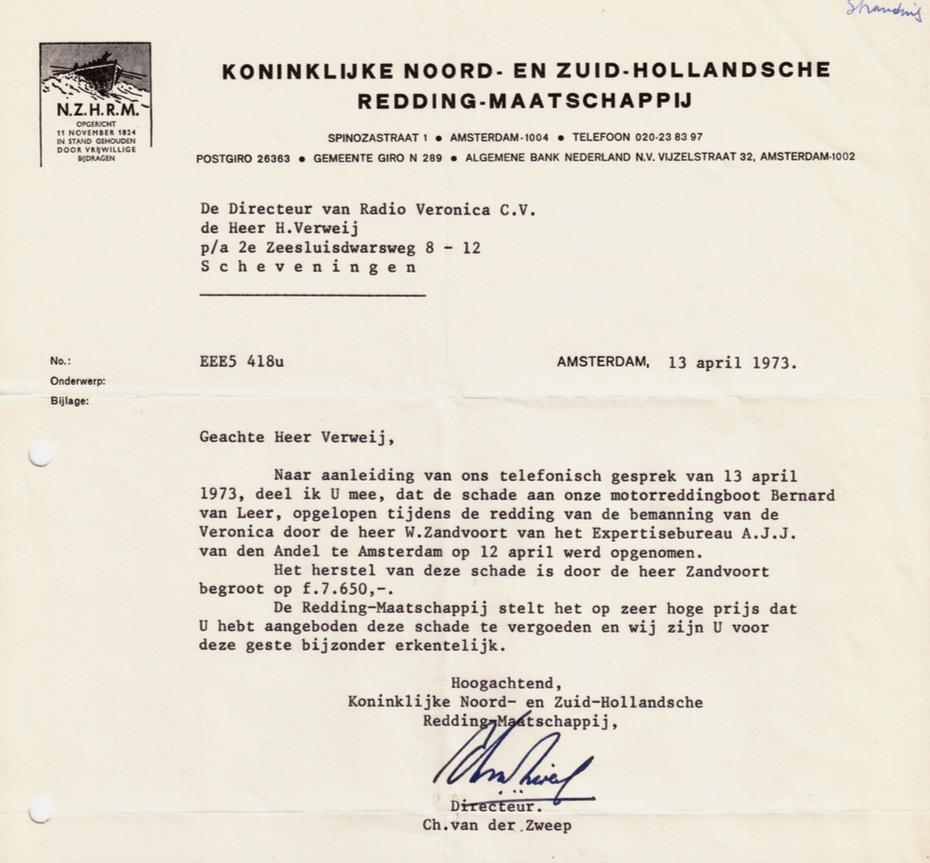 Strandnis
N.Z.H.R.M.
OPGERICHT
11 NOVEMBER 1824
IN STAND GEHOUDEN
DOOR VRIJWILLIGE
BIJDRAGEN
KONINKLIJKE NOORD- EN ZUID-HOLLANDSCHE
REDDING-MAATSCHAPPIJ
SPINOZASTRAAT 1 ● AMSTERDAM-1004 ● TELEFOON 020-23 83 97
POSTGIRO 26363 ● GEMEENTE GIRO N 289 ● ALGEMENE BANK NEDERLAND N.V. VIJZELSTRAAT 32, AMSTERDAM-1002
De Directeur van Radio Veronica C.V.
de Heer H.Verweij
p/a 2e Zeesluisdwarsweg 8 - 12
S c h e v e n i n g e n
No.: EEE5 418u AMSTERDAM, 13 april 1973.
Onderwerp:
Bijlage:
Geachte Heer Verweij,
Naar aanleiding van ons telefonisch gesprek van 13 april
1973, deel ik U mee, dat de schade aan onze motorreddingboot Bernard
van Leer, opgelopen tijdens de redding van de bemanning van de
Veronica door de heer W.Zandvoort van het Expertisebureau A.J.J.
van den Andel te Amsterdam op 12 april werd opgenomen.
Het herstel van deze schade is door de heer Zandvoort
begroot op f.7.650,-.
De Redding-Maatschappij stelt het op zeer hoge prijs dat
U hebt aangeboden deze schade te vergoeden en wij zijn U voor
deze geste bijzonder erkentelijk.
Hoogachtend,
Koninklijke Noord- en Zuid-Hollandsche
Redding-Maatschappij,
Directeur.
Ch.van der Zweep